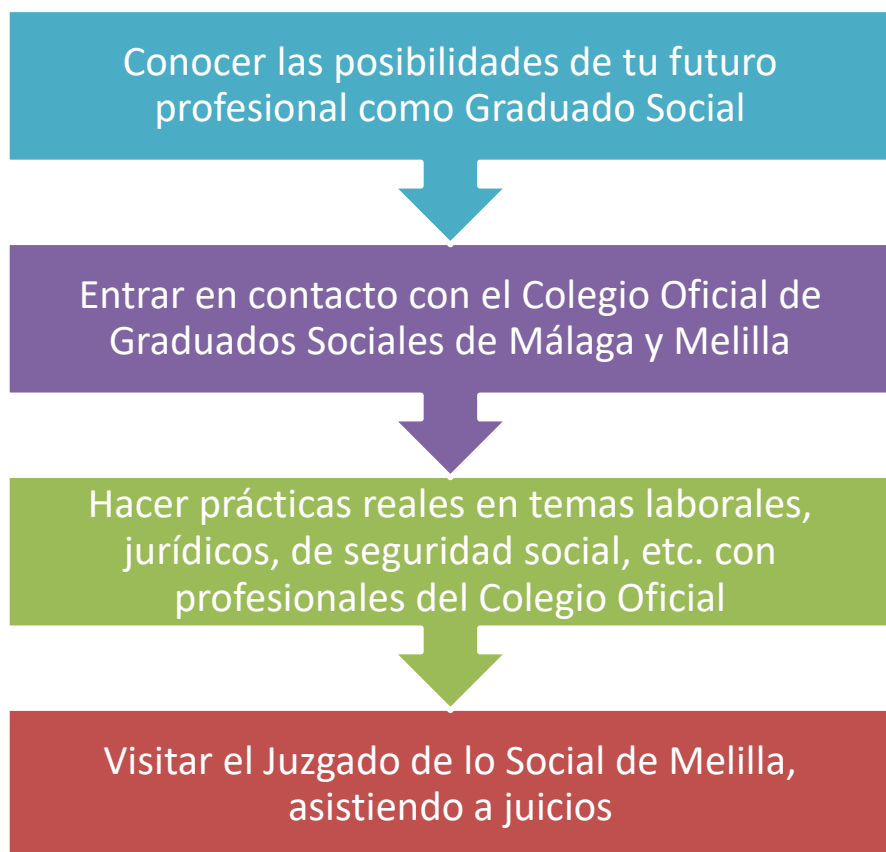 Conocer las posibilidades de tu futuro
profesional como Graduado Social
Entrar en contacto con el Colegio Oficial de
Graduados Sociales de Málaga y Melilla
Hacer prácticas reales en temas laborales,
jurídicos, de seguridad social, etc. con
profesionales del Colegio Oficial
Visitar el Juzgado de lo Social de Melilla,
asistiendo a juicios